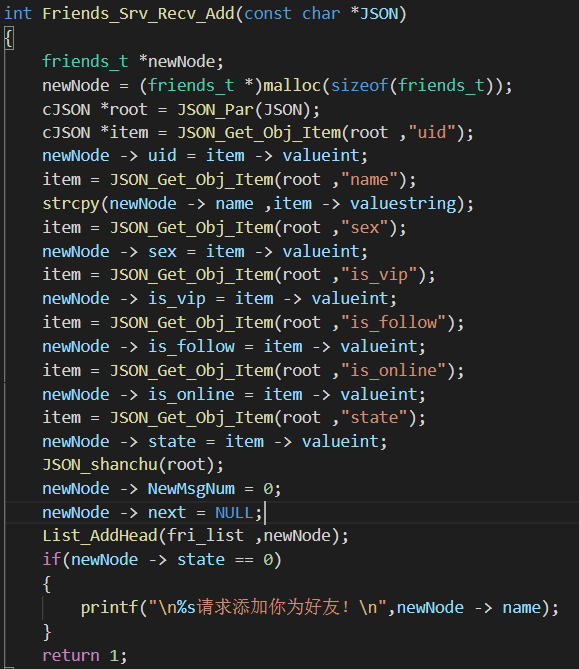 int Friends_Srv_Recv_Add(const char *JSON)
{
    friends_t *newNode;
    newNode = (friends_t *)malloc(sizeof(friends_t));
    cJSON *root = JSON_Par(JSON);
    cJSON *item = JSON_Get_Obj_Item(root ,"uid");
    newNode -> uid = item -> valueint;
    item = JSON_Get_Obj_Item(root ,"name");
    strcpy(newNode -> name ,item -> valuestring);
    item = JSON_Get_Obj_Item(root ,"sex");
    newNode -> sex = item -> valueint;
    item = JSON_Get_Obj_Item(root ,"is_vip");
    newNode -> is_vip = item -> valueint;
    item = JSON_Get_Obj_Item(root ,"is_follow");
    newNode -> is_follow = item -> valueint;
    item = JSON_Get_Obj_Item(root ,"is_online");
    newNode -> is_online = item -> valueint;
    item = JSON_Get_Obj_Item(root ,"state");
    newNode -> state = item -> valueint;
    JSON_shanchu(root);
    newNode -> NewMsgNum = 0;
    newNode -> next = NULL;
    List_AddHead(fri_list ,newNode);
    if(newNode -> state == 0)
    {
        printf("\n%s请求添加你为好友！\n",newNode -> name);
    }
    return 1;